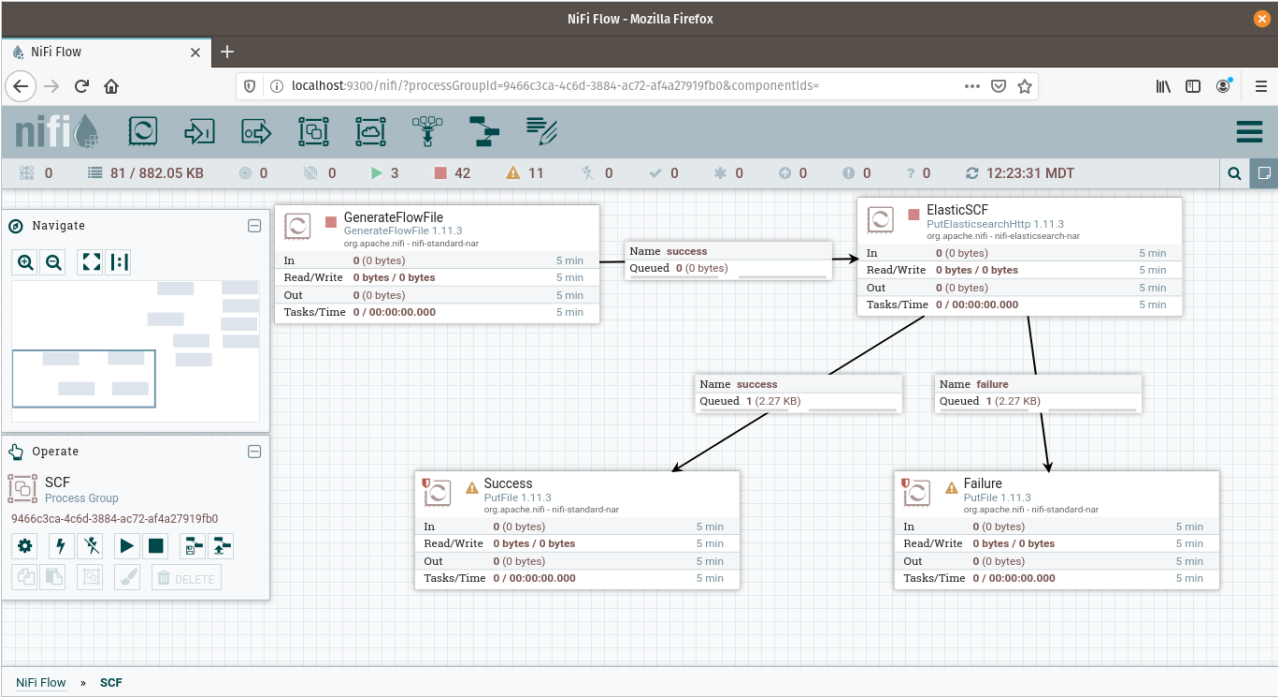 NiFi Flow - Mozilla Firefox
NiFi Flow
localhost:9300/nifi/?processGroupId=9466c3ca-4c6d-3884-ac72-af4a27919fb0&componentIds=
nifi
0 81 / 882.05 KB 0 0 3 42 11 0 0 0 0 0 ? 0 12:23:31 MDT
Navigate
Operate
SCF
Process Group
9466c3ca-4c6d-3884-ac72-af4a27919fb0
DELETE
GenerateFlowFile
GenerateFlowFile 1.11.3
org.apache.nifi - nifi-standard-nar
In 0 (0 bytes) 5 min
Read/Write 0 bytes / 0 bytes 5 min
Out 0 (0 bytes) 5 min
Tasks/Time 0 / 00:00:00.000 5 min
Name success
Queued 0 (0 bytes)
ElasticSCF
PutElasticsearchHttp 1.11.3
org.apache.nifi - nifi-elasticsearch-nar
In 0 (0 bytes) 5 min
Read/Write 0 bytes / 0 bytes 5 min
Out 0 (0 bytes) 5 min
Tasks/Time 0 / 00:00:00.000 5 min
Name success
Queued 1 (2.27 KB)
Name failure
Queued 1 (2.27 KB)
Success
PutFile 1.11.3
org.apache.nifi - nifi-standard-nar
In 0 (0 bytes) 5 min
Read/Write 0 bytes / 0 bytes 5 min
Out 0 (0 bytes) 5 min
Tasks/Time 0 / 00:00:00.000 5 min
Failure
PutFile 1.11.3
org.apache.nifi - nifi-standard-nar
In 0 (0 bytes) 5 min
Read/Write 0 bytes / 0 bytes 5 min
Out 0 (0 bytes) 5 min
Tasks/Time 0 / 00:00:00.000 5 min
NiFi Flow » SCF